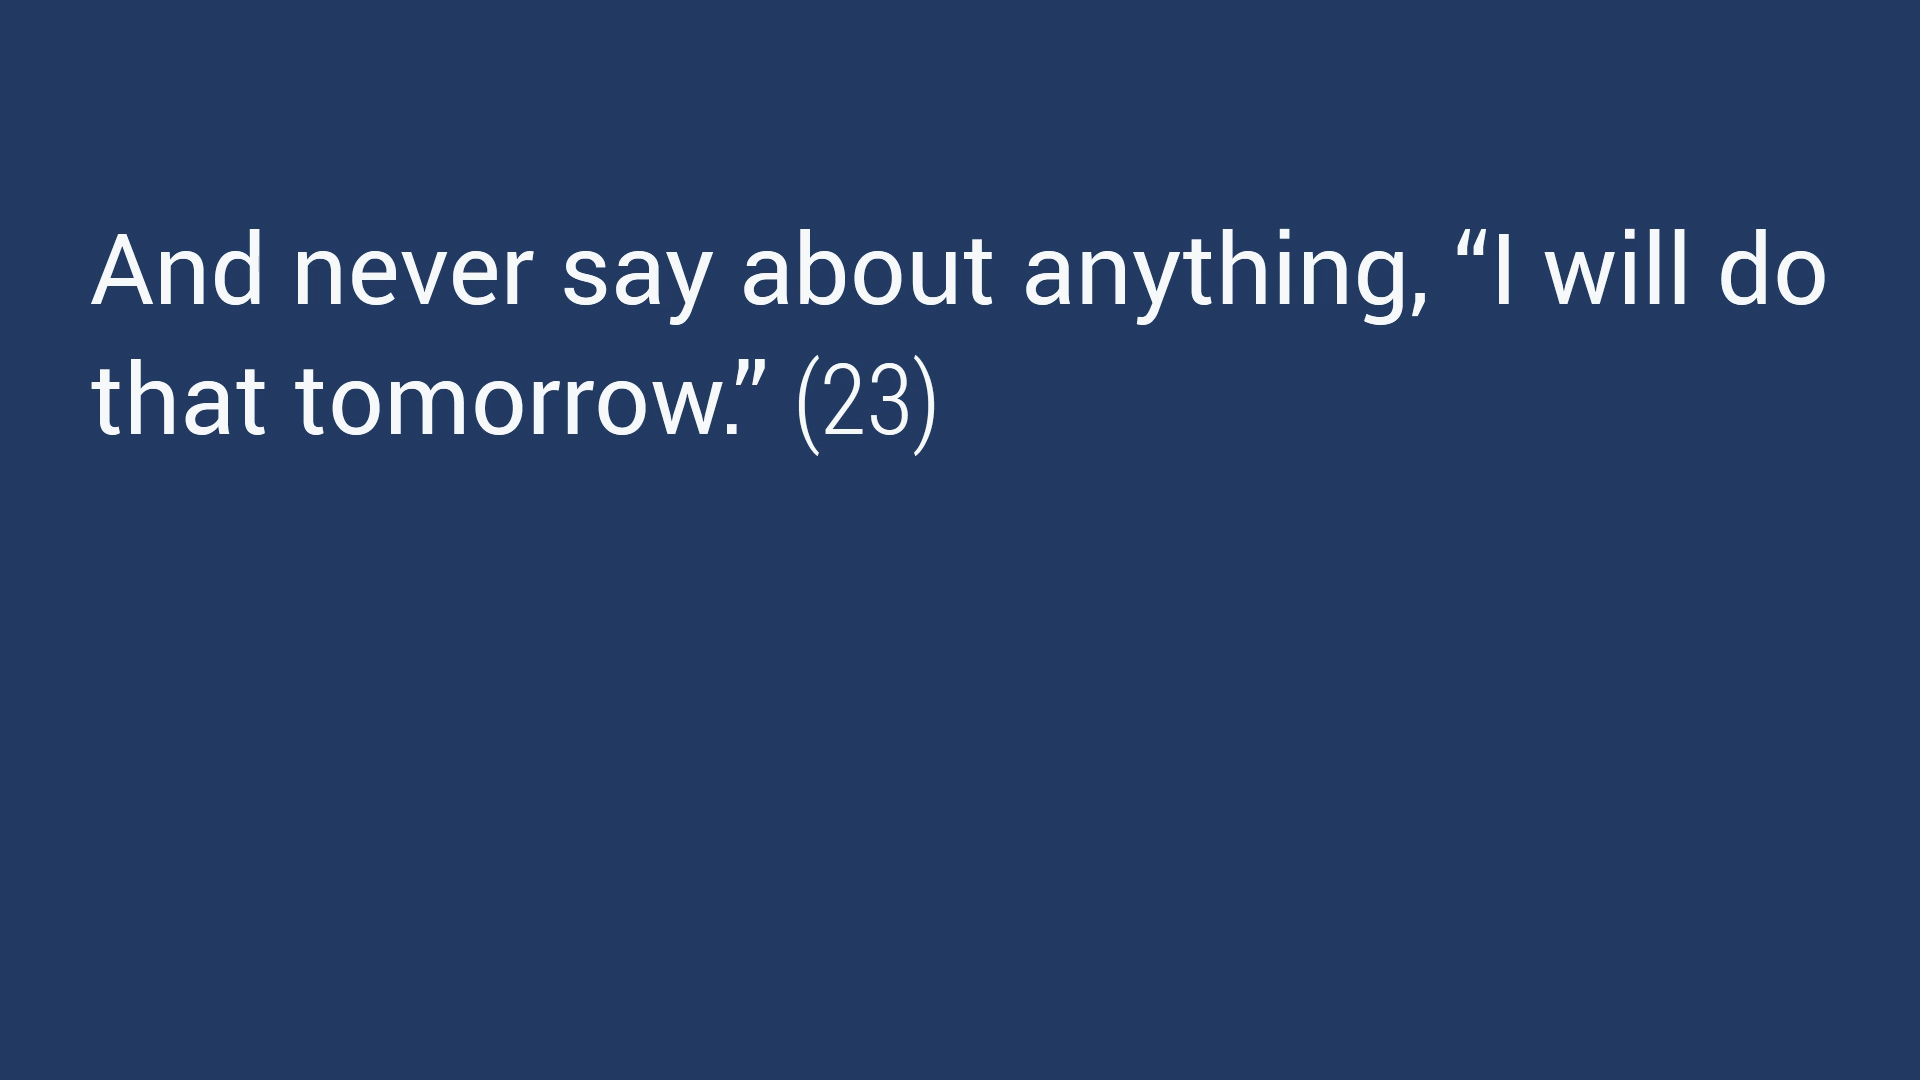 And never say about anything, “I will do
that tomorrow.” (23)